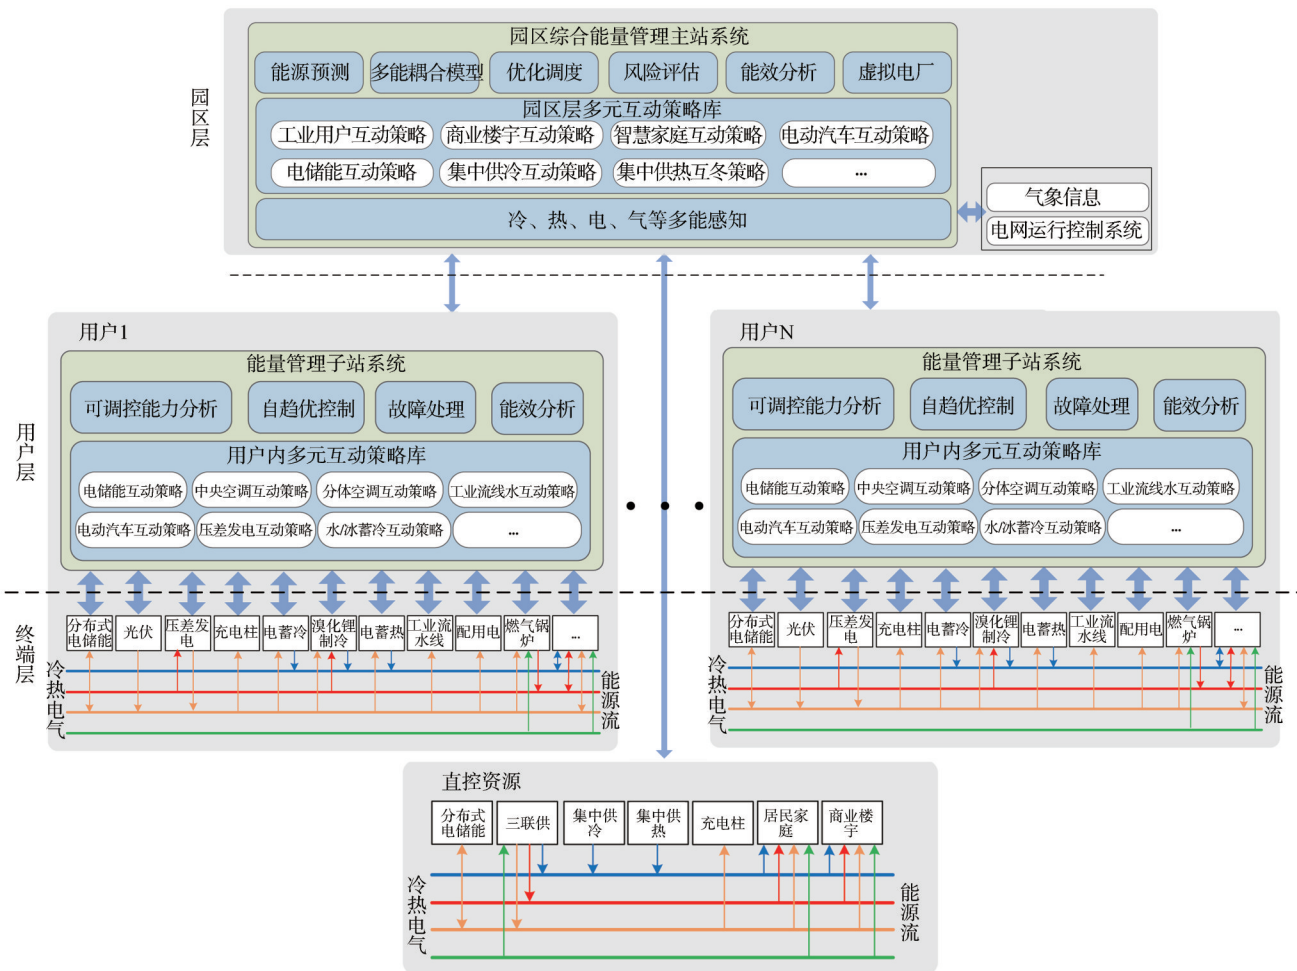 园区综合能量管理主站系统
能源预测
多能耦合模型
优化调度
风险评估
能效分析
虚拟电厂
园区层
园区层多元互动策略库
工业用户互动策略
商业楼宇互动策略
智慧家庭互动策略
电动汽车互动策略
电储能互动策略
集中供冷互动策略
集中供热互冬策略
...
冷、热、电、气等多能感知
气象信息
电网运行控制系统
用户1
能量管理子站系统
可调控能力分析
自趋优控制
故障处理
能效分析
用户层
用户内多元互动策略库
电储能互动策略
中央空调互动策略
分体空调互动策略
工业流线水互动策略
电动汽车互动策略
压差发电互动策略
水/冰蓄冷互动策略
...
用户N
能量管理子站系统
可调控能力分析
自趋优控制
故障处理
能效分析
用户内多元互动策略库
电储能互动策略
中央空调互动策略
分体空调互动策略
工业流线水互动策略
电动汽车互动策略
压差发电互动策略
水/冰蓄冷互动策略
...
• • •
终端层
分布式
电储能
光伏
压差发
电
充电柱
电蓄冷
溴化锂
制冷
电蓄热
工业流
水线
配用电
燃气锅
炉
...
冷
热
电
气
能源流
分布式
电储能
光伏
压差发
电
充电柱
电蓄冷
溴化锂
制冷
电蓄热
工业流
水线
配用电
燃气锅
炉
...
冷
热
电
气
能源流
直控资源
分布式
电储能
三联供
集中供
冷
集中供
热
充电柱
居民家
庭
商业楼
宇
冷
热
电
气
能源流